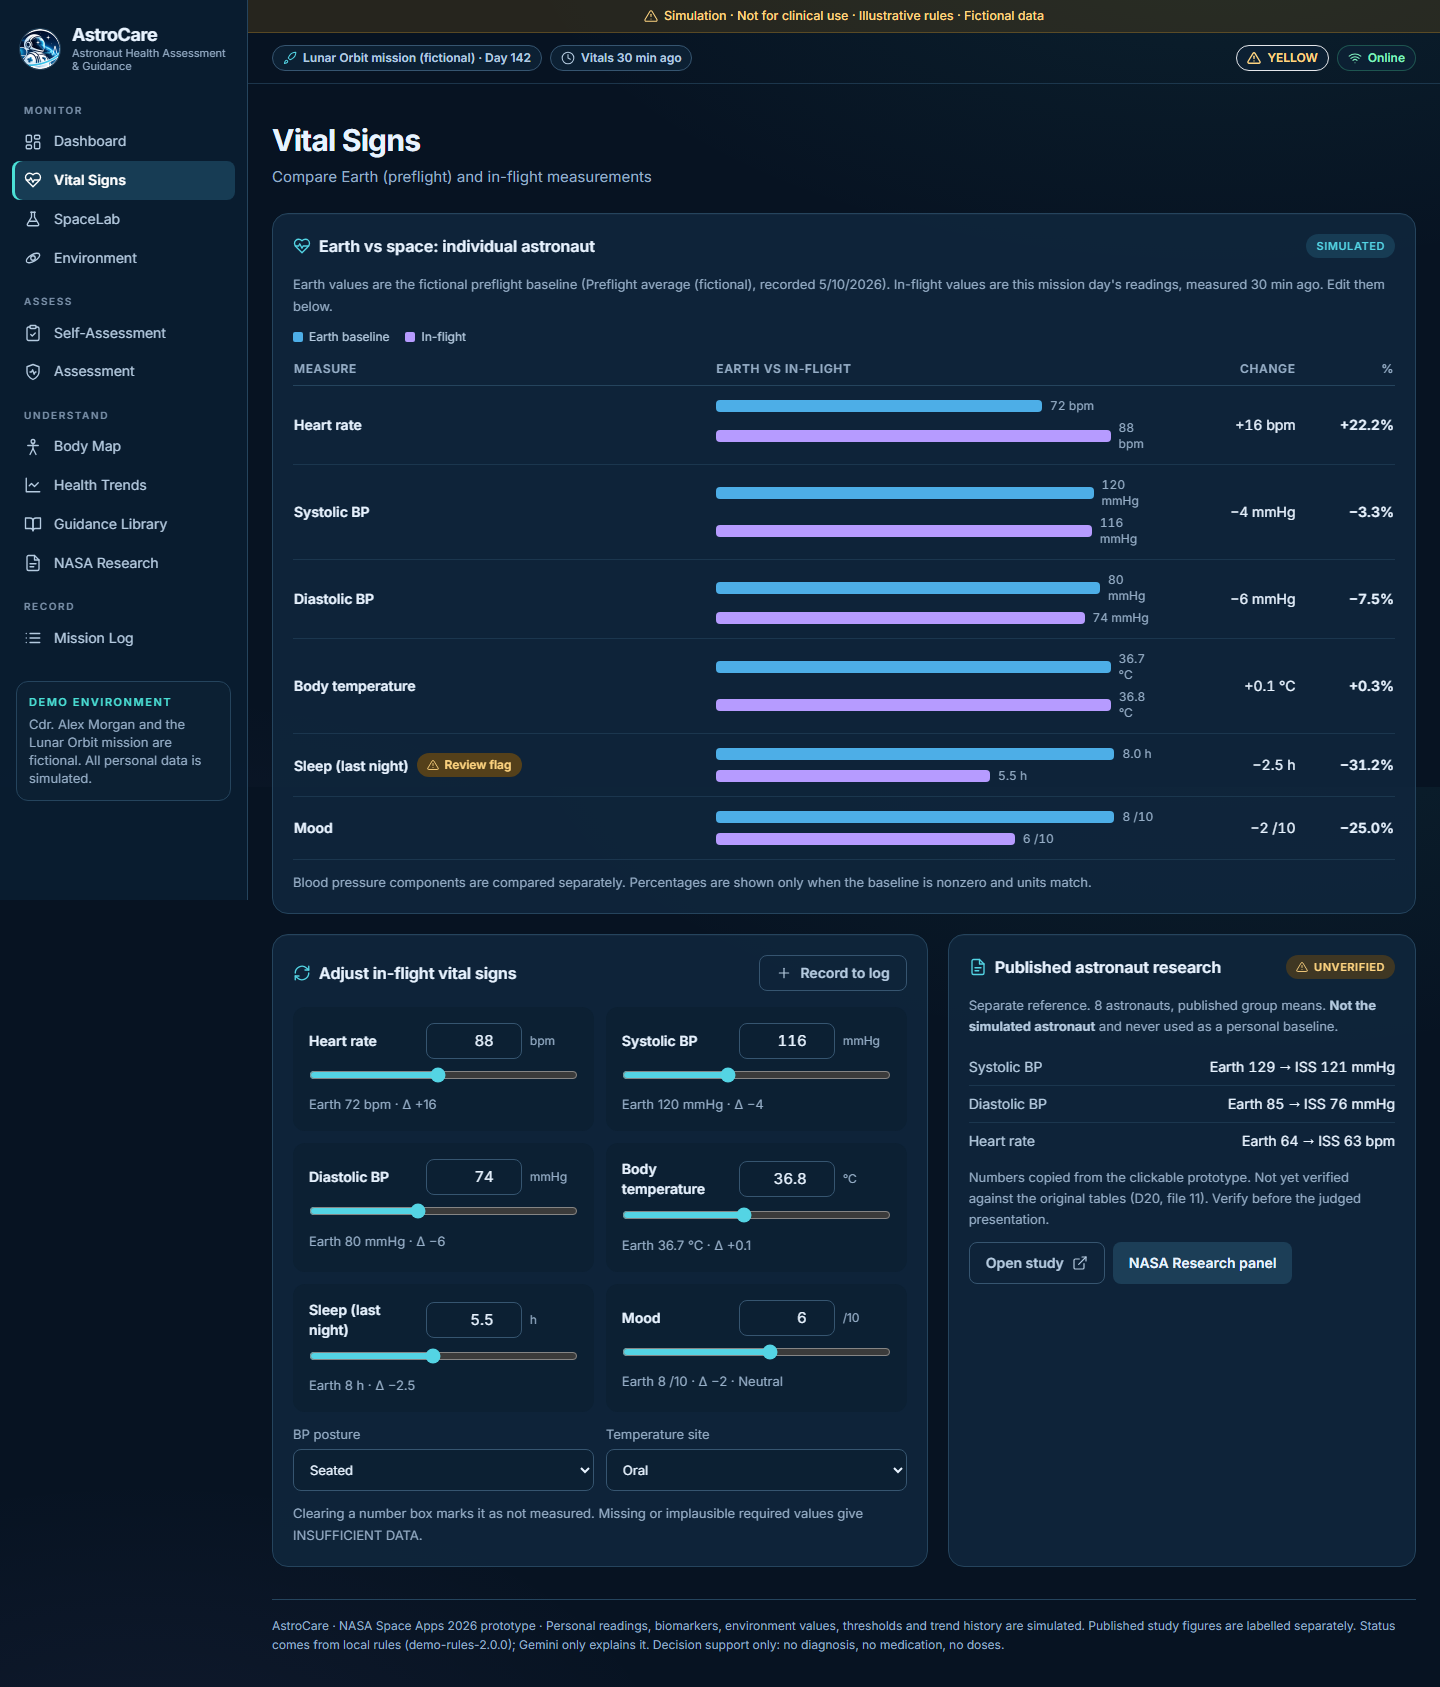 AstroCare
Astronaut Health Assessment
& Guidance
MONITOR
Dashboard
Vital Signs
SpaceLab
Environment
ASSESS
Self-Assessment
Assessment
UNDERSTAND
Body Map
Health Trends
Guidance Library
NASA Research
RECORD
Mission Log
DEMO ENVIRONMENT
Cdr. Alex Morgan and the
Lunar Orbit mission are
fictional. All personal data is
simulated.
Simulation · Not for clinical use · Illustrative rules · Fictional data
Lunar Orbit mission (fictional) · Day 142
Vitals 30 min ago
YELLOW
Online
Vital Signs
Compare Earth (preflight) and in-flight measurements
Earth vs space: individual astronaut
SIMULATED
Earth values are the fictional preflight baseline (Preflight average (fictional), recorded 5/10/2026). In-flight values are this mission day's readings, measured 30 min ago. Edit them
below.
Earth baseline
In-flight
MEASURE EARTH VS IN-FLIGHT CHANGE %
Heart rate
72 bpm
88
bpm
+16 bpm +22.2%
Systolic BP
120
mmHg
116
mmHg
−4 mmHg −3.3%
Diastolic BP
80
mmHg
74 mmHg
−6 mmHg −7.5%
Body temperature
36.7
°C
36.8
°C
+0.1 °C +0.3%
Sleep (last night) Review flag
8.0 h
5.5 h
−2.5 h −31.2%
Mood
8 /10
6 /10
−2 /10 −25.0%
Blood pressure components are compared separately. Percentages are shown only when the baseline is nonzero and units match.
Adjust in-flight vital signs
+ Record to log
Heart rate 88 bpm
Earth 72 bpm · Δ +16
Systolic BP 116 mmHg
Earth 120 mmHg · Δ −4
Diastolic BP 74 mmHg
Earth 80 mmHg · Δ −6
Body
temperature
36.8 °C
Earth 36.7 °C · Δ +0.1
Sleep (last
night)
5.5 h
Earth 8 h · Δ −2.5
Mood 6 /10
Earth 8 /10 · Δ −2 · Neutral
BP posture
Seated
Temperature site
Oral
Clearing a number box marks it as not measured. Missing or implausible required values give
INSUFFICIENT DATA.
Published astronaut research
UNVERIFIED
Separate reference. 8 astronauts, published group means. Not the
simulated astronaut and never used as a personal baseline.
Systolic BP Earth 129 → ISS 121 mmHg
Diastolic BP Earth 85 → ISS 76 mmHg
Heart rate Earth 64 → ISS 63 bpm
Numbers copied from the clickable prototype. Not yet verified
against the original tables (D20, file 11). Verify before the judged
presentation.
Open study
NASA Research panel
AstroCare · NASA Space Apps 2026 prototype · Personal readings, biomarkers, environment values, thresholds and trend history are simulated. Published study figures are labelled separately. Status
comes from local rules (demo-rules-2.0.0); Gemini only explains it. Decision support only: no diagnosis, no medication, no doses.